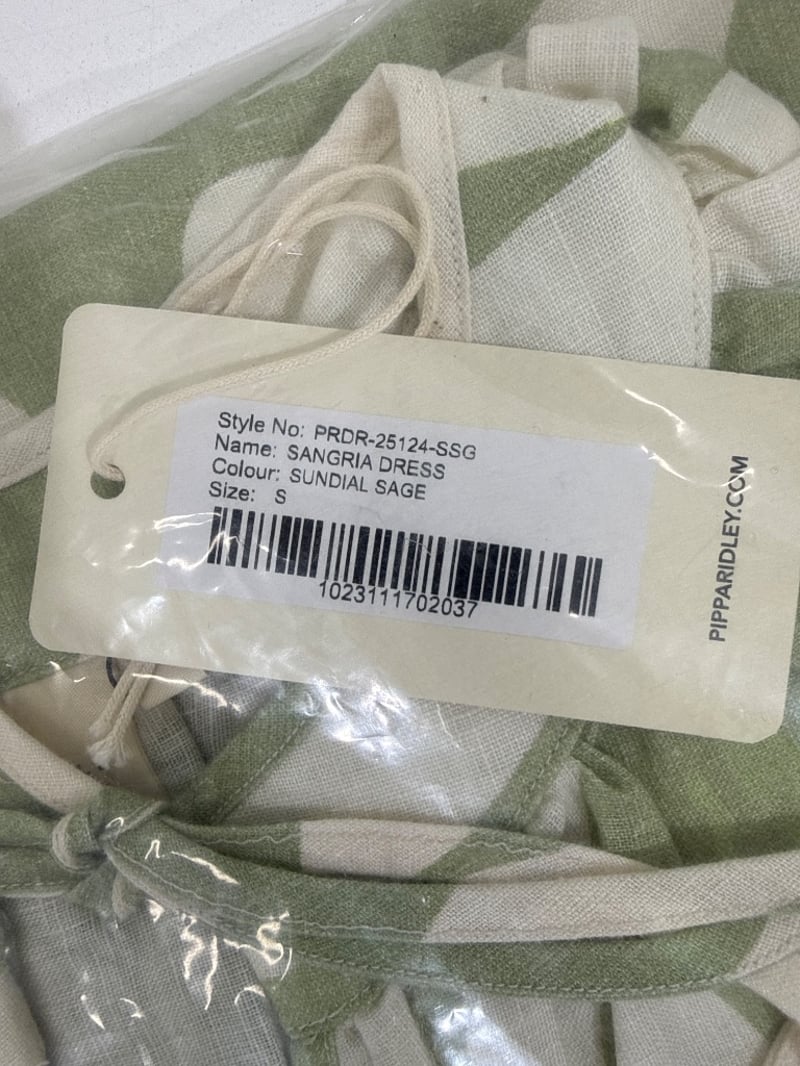 Style No: PRDR-25124-SSG
Name: SANGRIA DRESS
Colour: SUNDIAL SAGE
Size: S
1023111702037
PIPPARIDLEY.COM